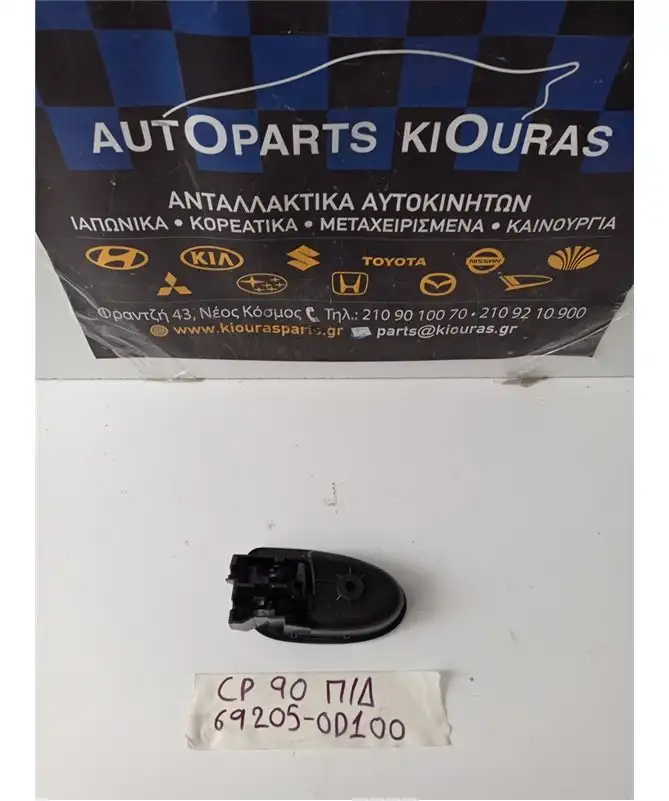 AUTOPARTS KIOURAS
ΑΝΤΑΛΛΑΚΤΙΚΑ ΑΥΤΟΚΙΝΗΤΩΝ
ΙΑΠΩΝΙΚΑ • ΚΟΡΕΑΤΙΚΑ • ΜΕΤΑΧΕΙΡΙΣΜΕΝΑ • ΚΑΙΝΟΥΡΓΙΑ
KIA TOYOTA NISSAN
Φραντζή 43, Νέος Κόσμος Τηλ.: 210 90 100 70 • 210 92 10 900
www.kiourasparts.gr parts@kiouras.gr
CP 90 Π/Δ
69205-0D100